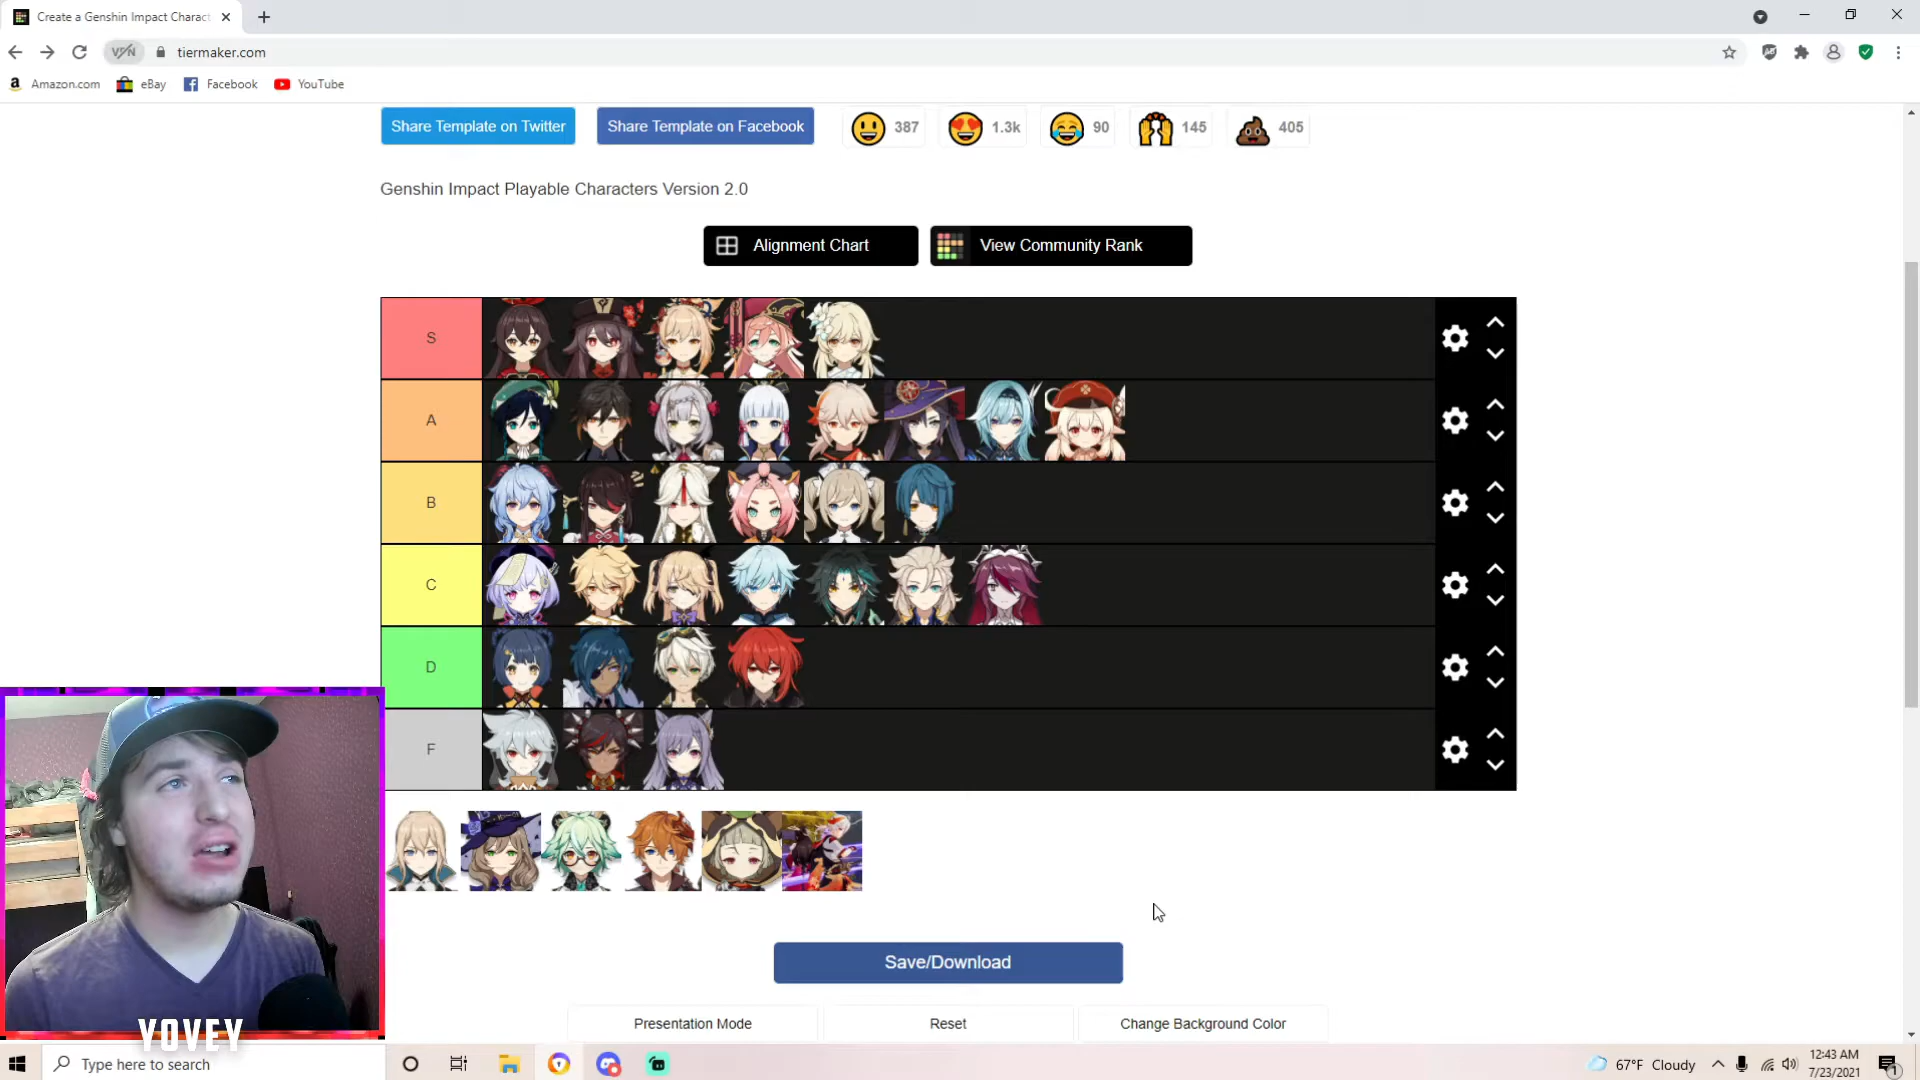 Create a Genshin Impact Charact
VPN
tiermaker.com
Amazon.com
eBay
Facebook
YouTube
Share Template on Twitter
Share Template on Facebook
387
1.3k
90
145
405
Genshin Impact Playable Characters Version 2.0
Alignment Chart
View Community Rank
S
A
B
C
D
F
Save/Download
Presentation Mode
Reset
Change Background Color
YOVEY
Type here to search
67°F Cloudy
12:43 AM
7/23/2021
1